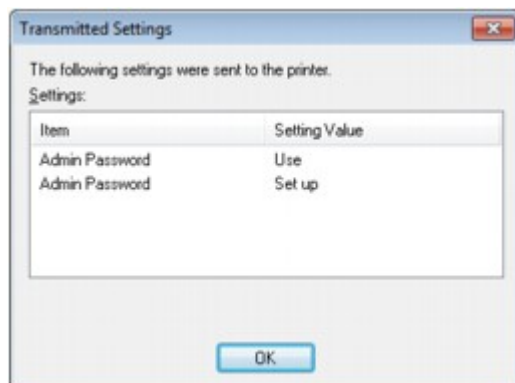 Transmitted Settings
The following settings were sent to the printer.
Settings:
Item Setting Value
Admin Password Use
Admin Password Set up
OK